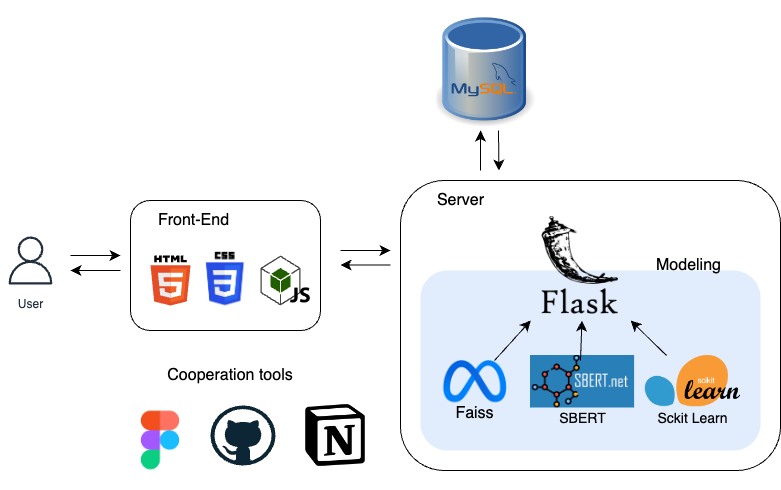 MySQL
Server
Front-End
HTML
CSS
JS
User
Modeling
Flask
SBERT.net
scikit
learn
Faiss
SBERT
Sckit Learn
Cooperation tools
N